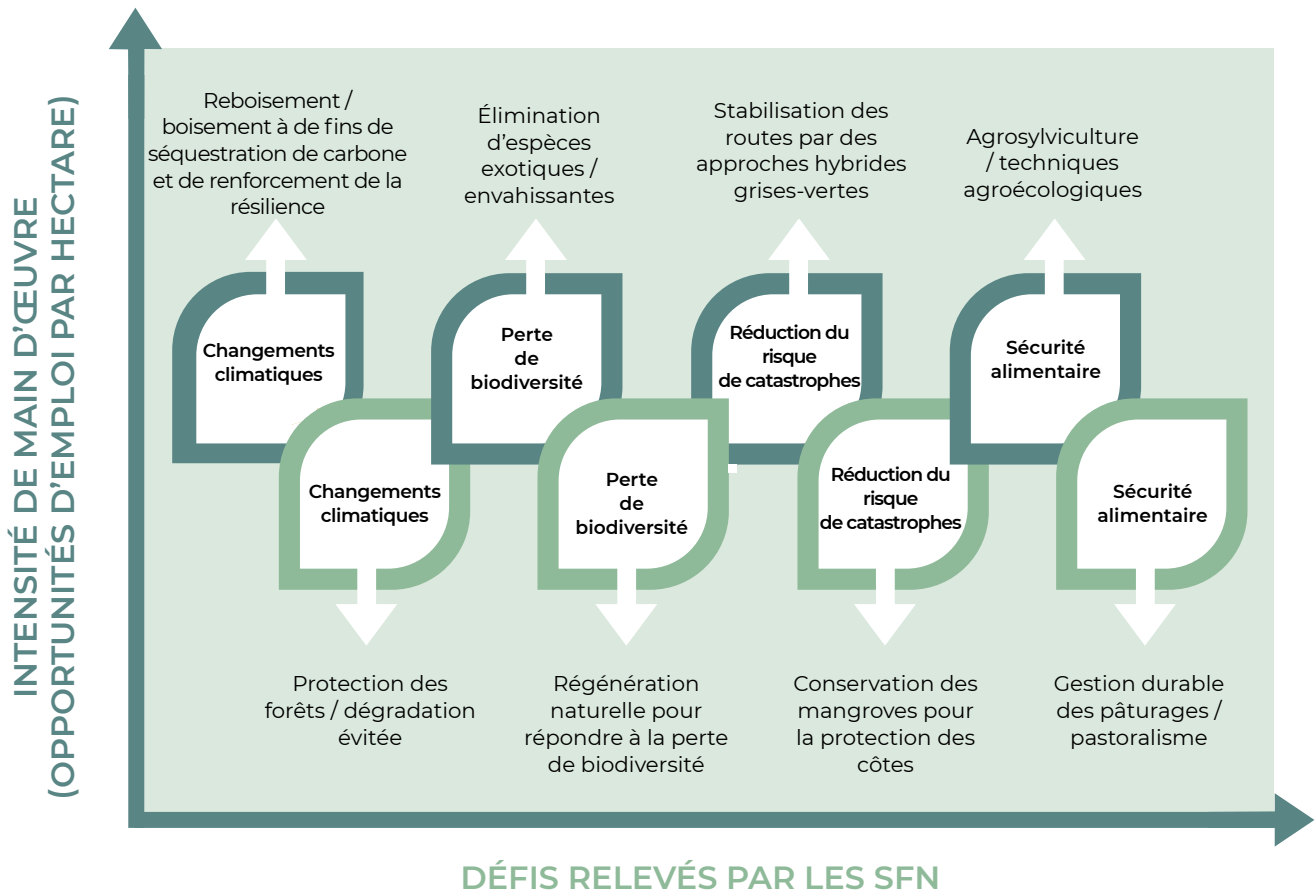 INTENSITÉ DE MAIN D'ŒUVRE
(OPPORTUNITÉS D'EMPLOI PAR HECTARE)
Reboisement /
boisement à de fins de
séquestration de carbone
et de renforcement de la
résilience
Élimination
d'espèces
exotiques /
envahissantes
Stabilisation des
routes par des
approches hybrides
grises-vertes
Agrosylviculture
/ techniques
agroécologiques
Changements
climatiques
Perte
de
biodiversité
Réduction du
risque
de catastrophes
Sécurité
alimentaire
Changements
climatiques
Perte
de
biodiversité
Réduction du
risque
de catastrophes
Sécurité
alimentaire
Protection des
forêts / dégradation
évitée
Régénération
naturelle pour
répondre à la perte
de biodiversité
Conservation des
mangroves pour
la protection des
côtes
Gestion durable
des pâturages /
pastoralisme
DÉFIS RELEVÉS PAR LES SFN